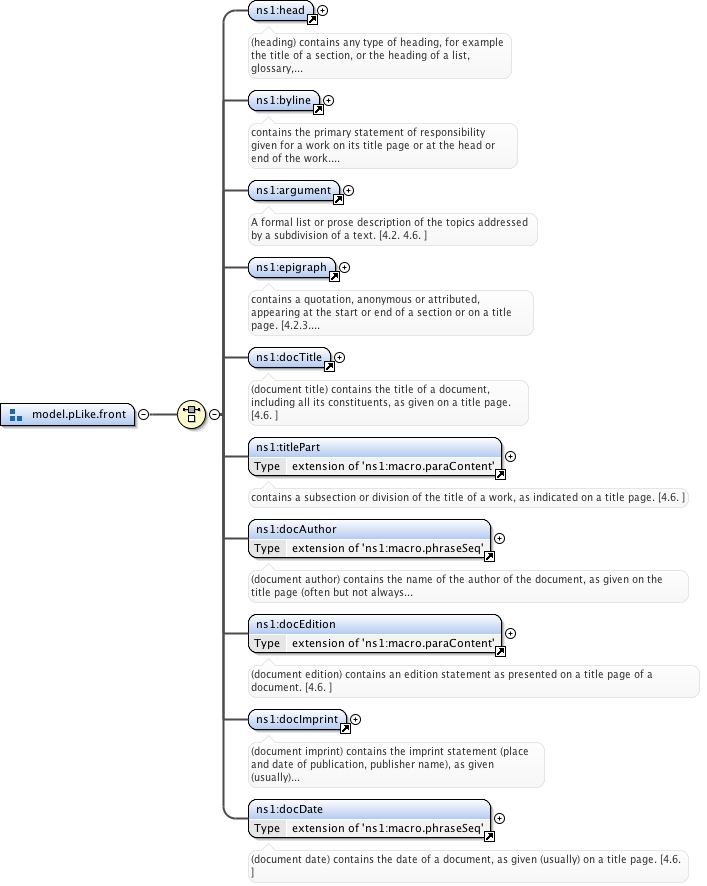 ns1:head
(heading) contains any type of heading, for example
the title of a section, or the heading of a list,
glossary,...
ns1:byline
contains the primary statement of responsibility
given for a work on its title page or at the head or
end of the work....
ns1:argument
A formal list or prose description of the topics addressed
by a subdivision of a text. [4.2. 4.6. ]
ns1:epigraph
contains a quotation, anonymous or attributed,
appearing at the start or end of a section or on a title
page. [4.2.3....
ns1:docTitle
(document title) contains the title of a document,
including all its constituents, as given on a title page.
[4.6. ]
model.pLike.front
ns1:titlePart
Type extension of 'ns1:macro.paraContent'
contains a subsection or division of the title of a work, as indicated on a title page. [4.6. ]
ns1:docAuthor
Type extension of 'ns1:macro.phraseSeq'
(document author) contains the name of the author of the document, as given on the
title page (often but not always...
ns1:docEdition
Type extension of 'ns1:macro.paraContent'
(document edition) contains an edition statement as presented on a title page of a
document. [4.6. ]
ns1:docImprint
(document imprint) contains the imprint statement (place
and date of publication, publisher name), as given
(usually)...
ns1:docDate
Type extension of 'ns1:macro.phraseSeq'
(document date) contains the date of a document, as given (usually) on a title page. [4.6.
]